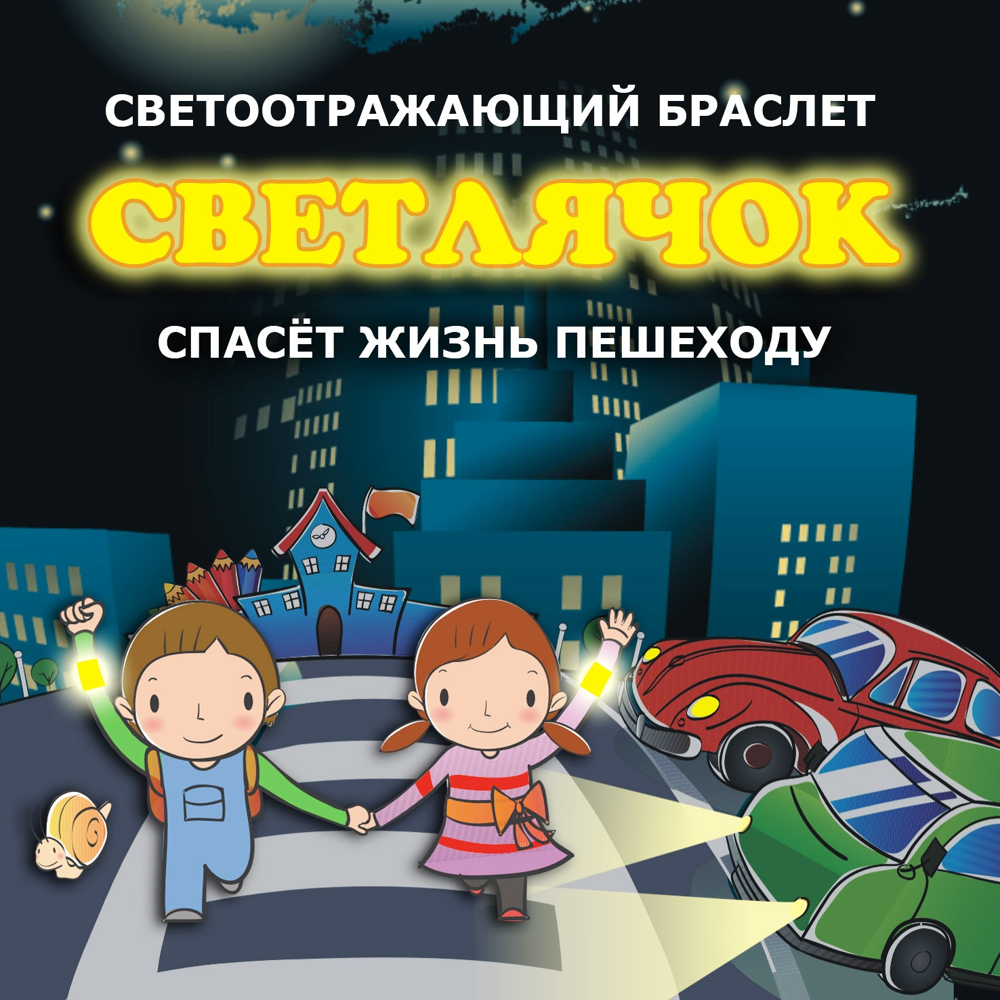 СВЕТООТРАЖАЮЩИЙ БРАСЛЕТ
СВЕТЛЯЧОК
СПАСЁТ ЖИЗНЬ ПЕШЕХОДУ